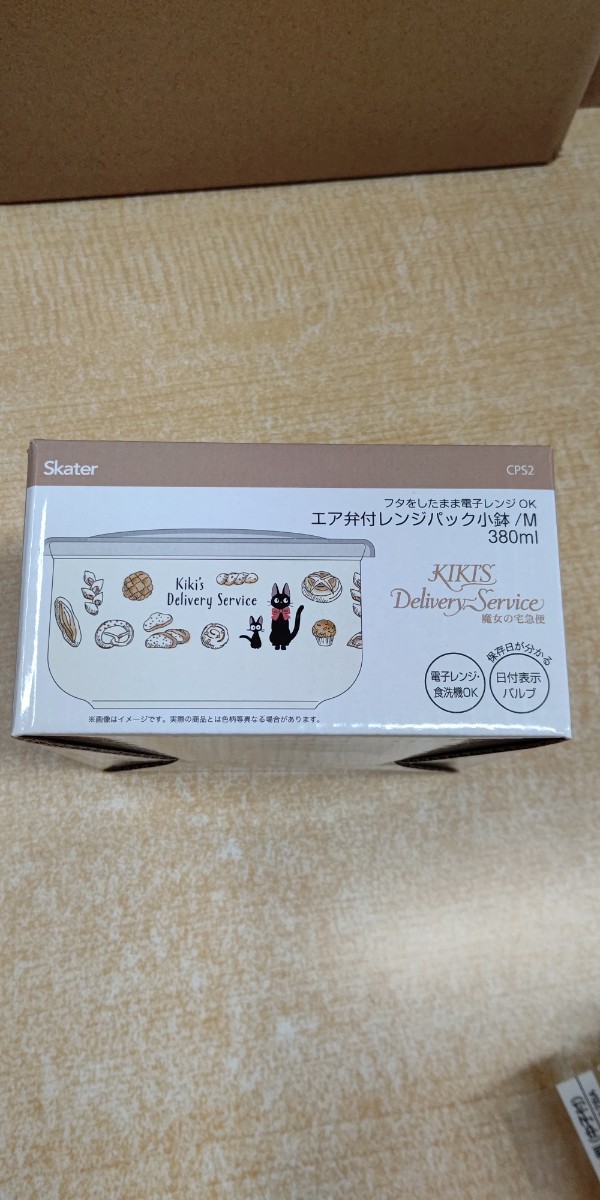 Skater
CPS2
フタをしたまま電子レンジOK
エア弁付レンジパック小鉢/M
380ml
Kiki's
Delivery Service
KIKI'S
Delivery Service
魔女の宅急便
電子レンジ・
食洗機OK
保存日が分かる
日付表示
バルブ
※画像はイメージです。実際の商品とは色柄等異なる場合があります。